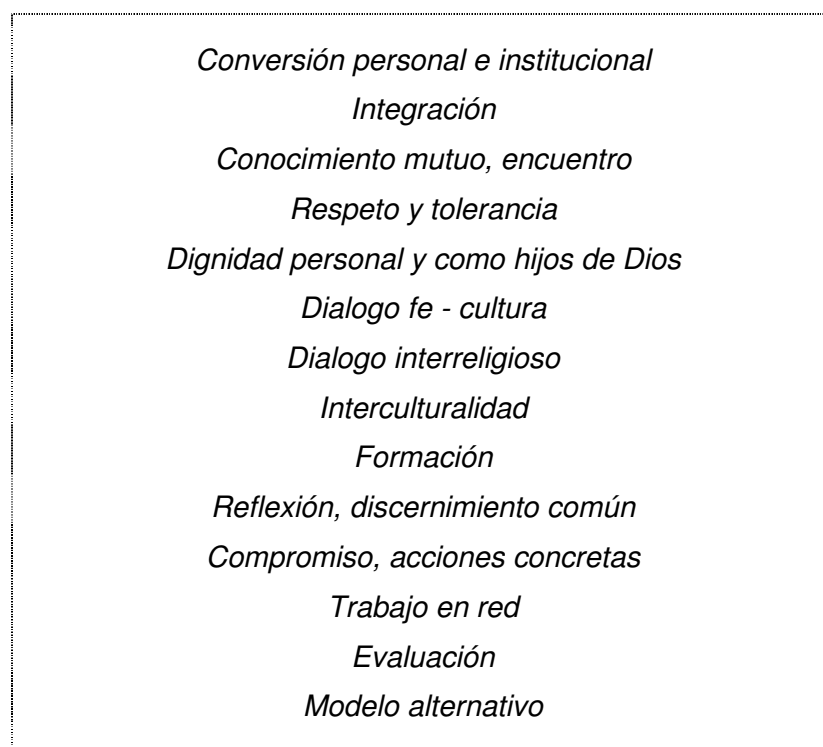 Conversión personal e institucional
Integración
Conocimiento mutuo, encuentro
Respeto y tolerancia
Dignidad personal y como hijos de Dios
Dialogo fe - cultura
Dialogo interreligioso
Interculturalidad
Formación
Reflexión, discernimiento común
Compromiso, acciones concretas
Trabajo en red
Evaluación
Modelo alternativo